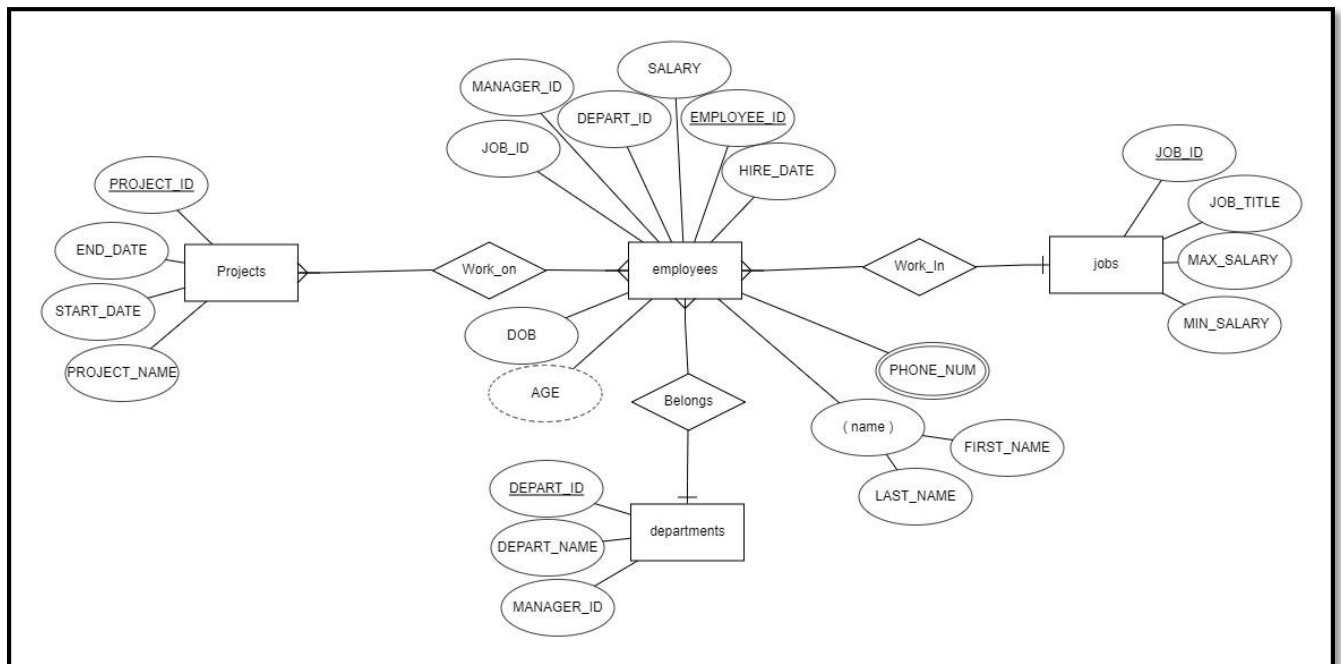 SALARY
MANAGER_ID
DEPART_ID
EMPLOYEE_ID
JOB_ID
HIRE_DATE
JOB_ID
PROJECT_ID
JOB_TITLE
END_DATE
Projects
Work_on
employees
Work_In
jobs
MAX_SALARY
START_DATE
MIN_SALARY
DOB
PROJECT_NAME
PHONE_NUM
AGE
Belongs
( name )
FIRST_NAME
LAST_NAME
DEPART_ID
departments
DEPART_NAME
MANAGER_ID